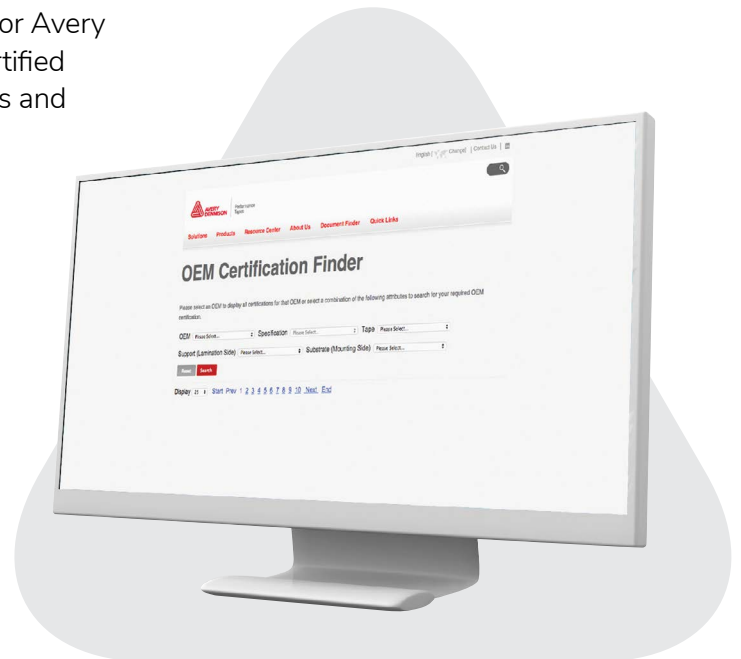 or Avery
rtified
s and
English [ Change] | Contact Us |
AVERY
DENNISON
Performance
Tapes
Solutions Products Resource Center About Us Document Finder Quick Links
OEM Certification Finder
Please select an OEM to display all certifications for that OEM or select a combination of the following attributes to search for your required OEM
certification.
OEM Please Select... Specification Please Select... Tape Please Select...
Support (Lamination Side) Please Select... Substrate (Mounting Side) Please Select...
Reset Search
Display 25 Start Prev 1 2 3 4 5 6 7 8 9 10 Next End